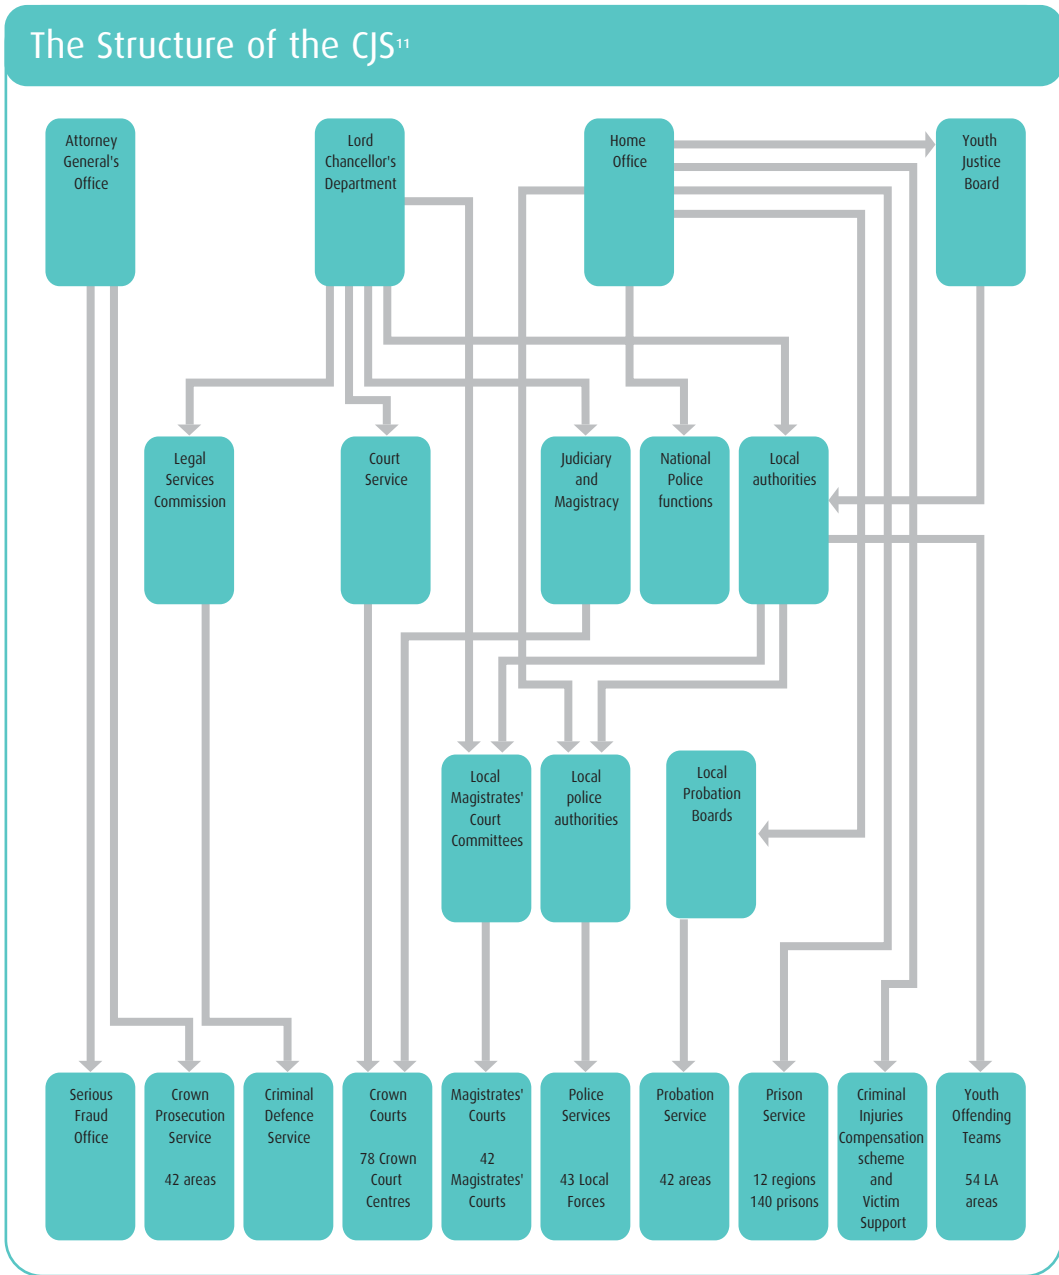 The Structure of the CJS¹¹
Attorney
General's
Office
Lord
Chancellor's
Department
Home
Office
Youth
Justice
Board
Legal
Services
Commission
Court
Service
Judiciary
and
Magistracy
National
Police
functions
Local
authorities
Local
Magistrates'
Court
Committees
Local
police
authorities
Local
Probation
Boards
Serious
Fraud
Office
Crown
Prosecution
Service
42 areas
Criminal
Defence
Service
Crown
Courts
78 Crown
Court
Centres
Magistrates'
Courts
42
Magistrates'
Courts
Police
Services
43 Local
Forces
Probation
Service
42 areas
Prison
Service
12 regions
140 prisons
Criminal
Injuries
Compensation
scheme
and
Victim
Support
Youth
Offending
Teams
54 LA
areas